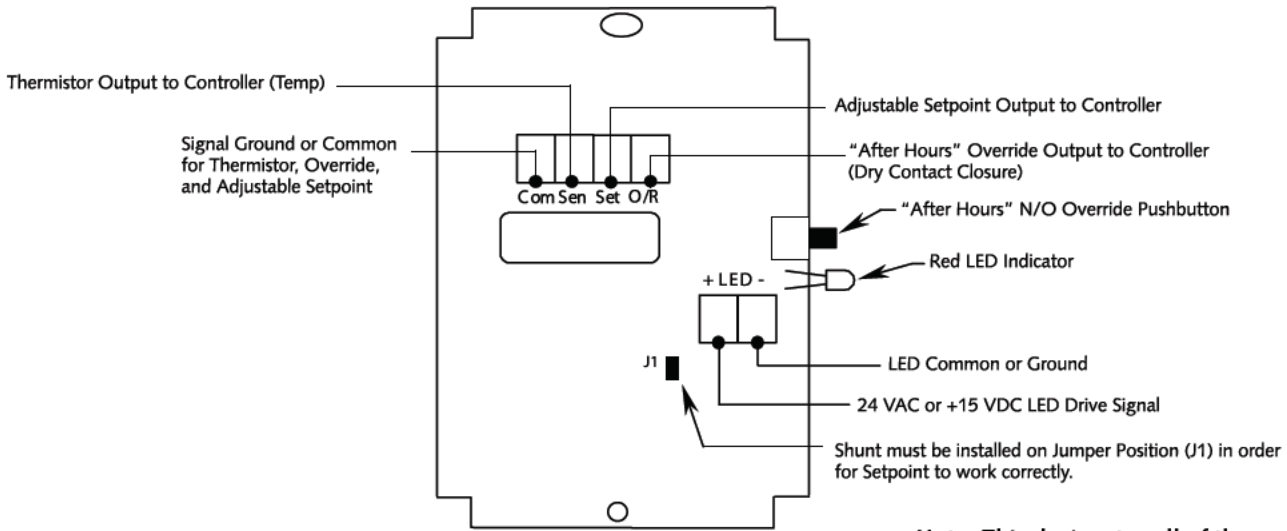 Thermistor Output to Controller (Temp)
Signal Ground or Common
for Thermistor, Override,
and Adjustable Setpoint
Com Sen Set O/R
Adjustable Setpoint Output to Controller
“After Hours” Override Output to Controller
(Dry Contact Closure)
“After Hours” N/O Override Pushbutton
Red LED Indicator
+ LED -
J1
LED Common or Ground
24 VAC or +15 VDC LED Drive Signal
Shunt must be installed on Jumper Position (J1) in order
for Setpoint to work correctly.